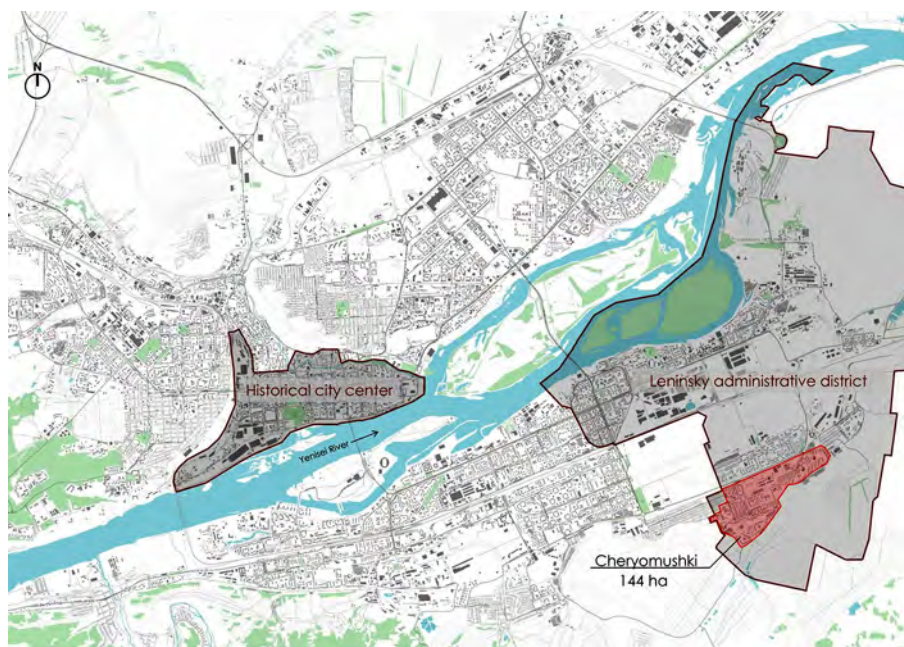 N
Historical city center
Leninsky administrative district
Yenisei River
Cheryomushki
144 ha